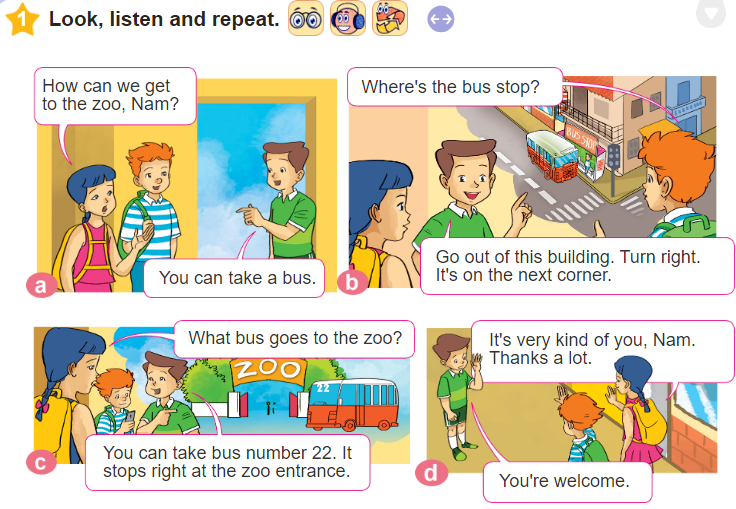 1 Look, listen and repeat.
How can we get
to the zoo, Nam?
You can take a bus.
a
Where's the bus stop?
BUS STOP
Go out of this building. Turn right.
It's on the next corner.
b
What bus goes to the zoo?
ZOO
22
You can take bus number 22. It
stops right at the zoo entrance.
c
It's very kind of you, Nam.
Thanks a lot.
You're welcome.
d